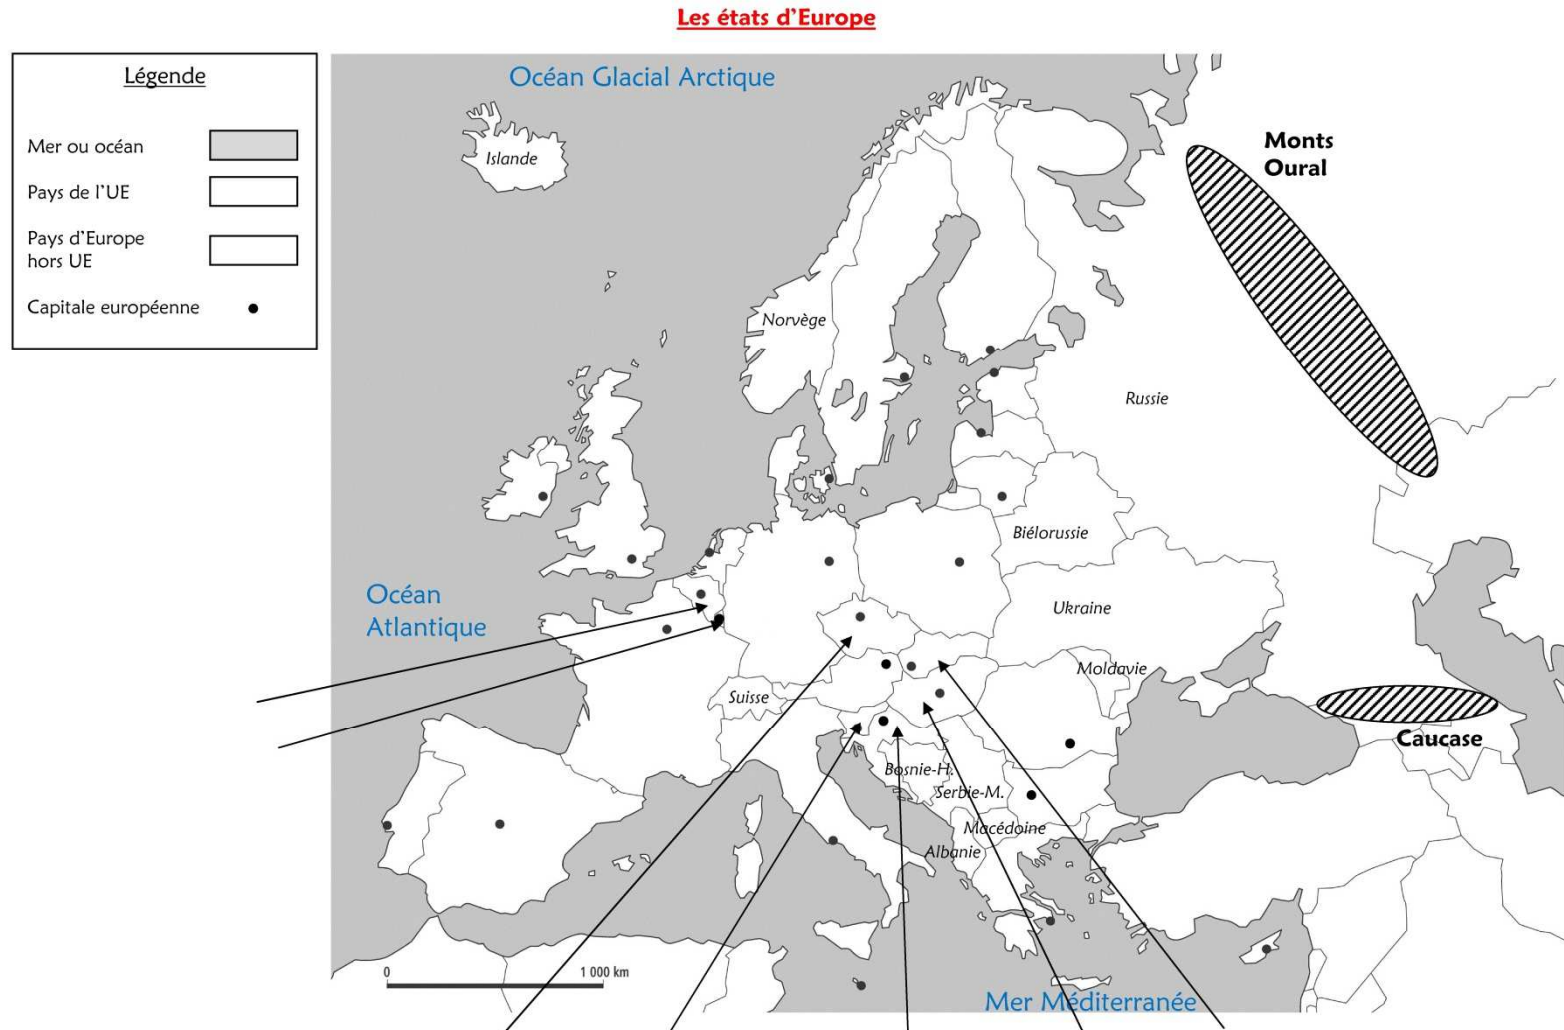 Les états d'Europe
Légende
Mer ou océan
Pays de l'UE
Pays d'Europe
hors UE
Capitale européenne
Océan Glacial Arctique
Islande
Monts
Oural
Norvège
Russie
Biélorussie
Océan
Atlantique
Ukraine
Moldavie
Suisse
Caucase
Bosnie-H.
Serbie-M.
Macédoine
Albanie
0
1 000 km
Mer Méditerranée